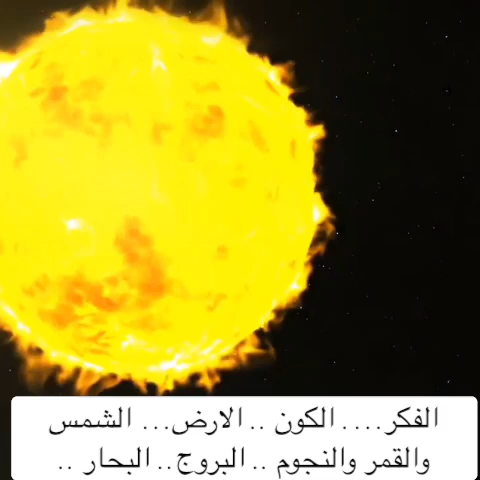 الفكر.... الكون .. الارض... الشمس
والقمر والنجوم .. البروج.. البحار ..